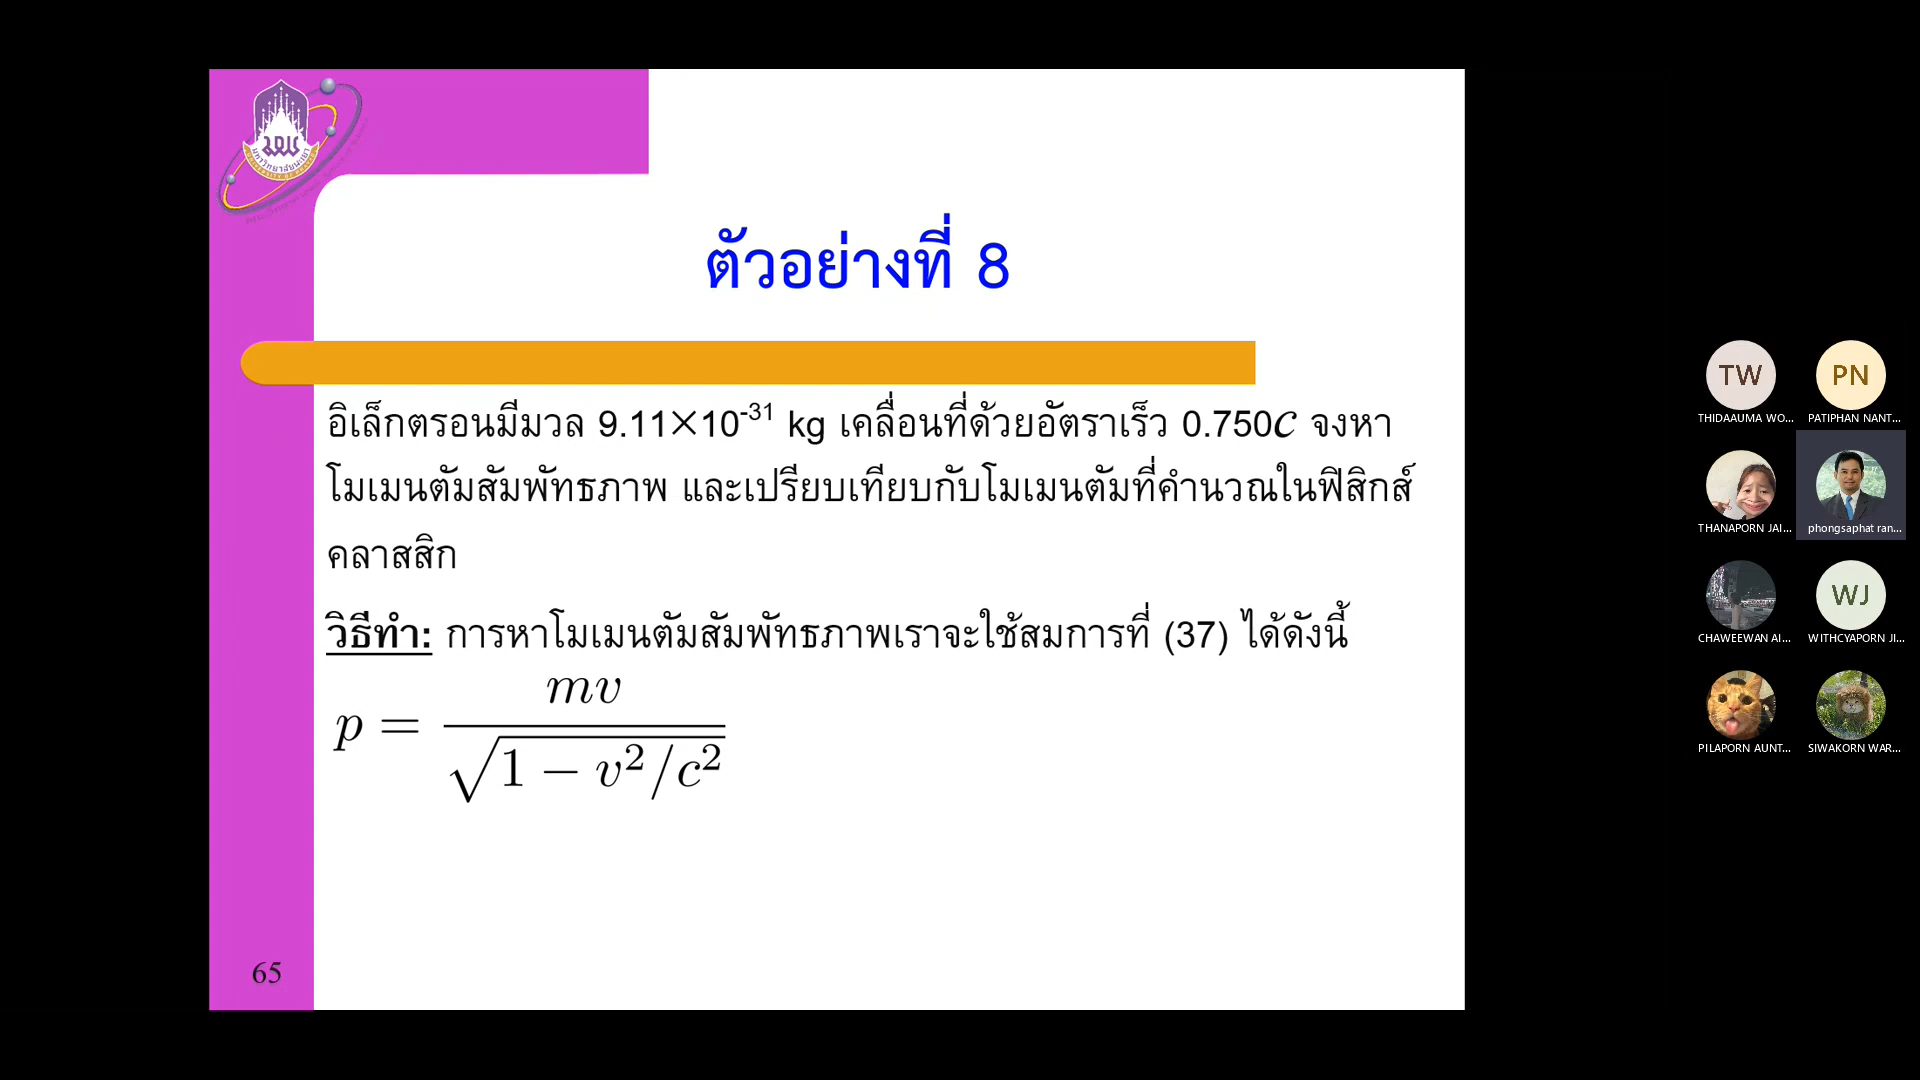 ตัวอย่างที่ 8
อิเล็กตรอนมีมวล 9.11×10⁻³¹ kg เคลื่อนที่ด้วยอัตราเร็ว 0.750c จงหา
โมเมนตัมสัมพัทธภาพ และเปรียบเทียบกับโมเมนตัมที่คำนวณในฟิสิกส์
คลาสสิก
วิธีทำ: การหาโมเมนตัมสัมพัทธภาพเราจะใช้สมการที่ (37) ได้ดังนี้
p = mv / √(1 − v²/c²)
65
TW
THIDAAUMA WO...
PN
PATIPHAN NANT...
THANAPORN JAI...
phongsaphat ran...
CHAWEEWAN AI...
WJ
WITHCYAPORN JI...
PILAPORN AUNT...
SIWAKORN WAR...